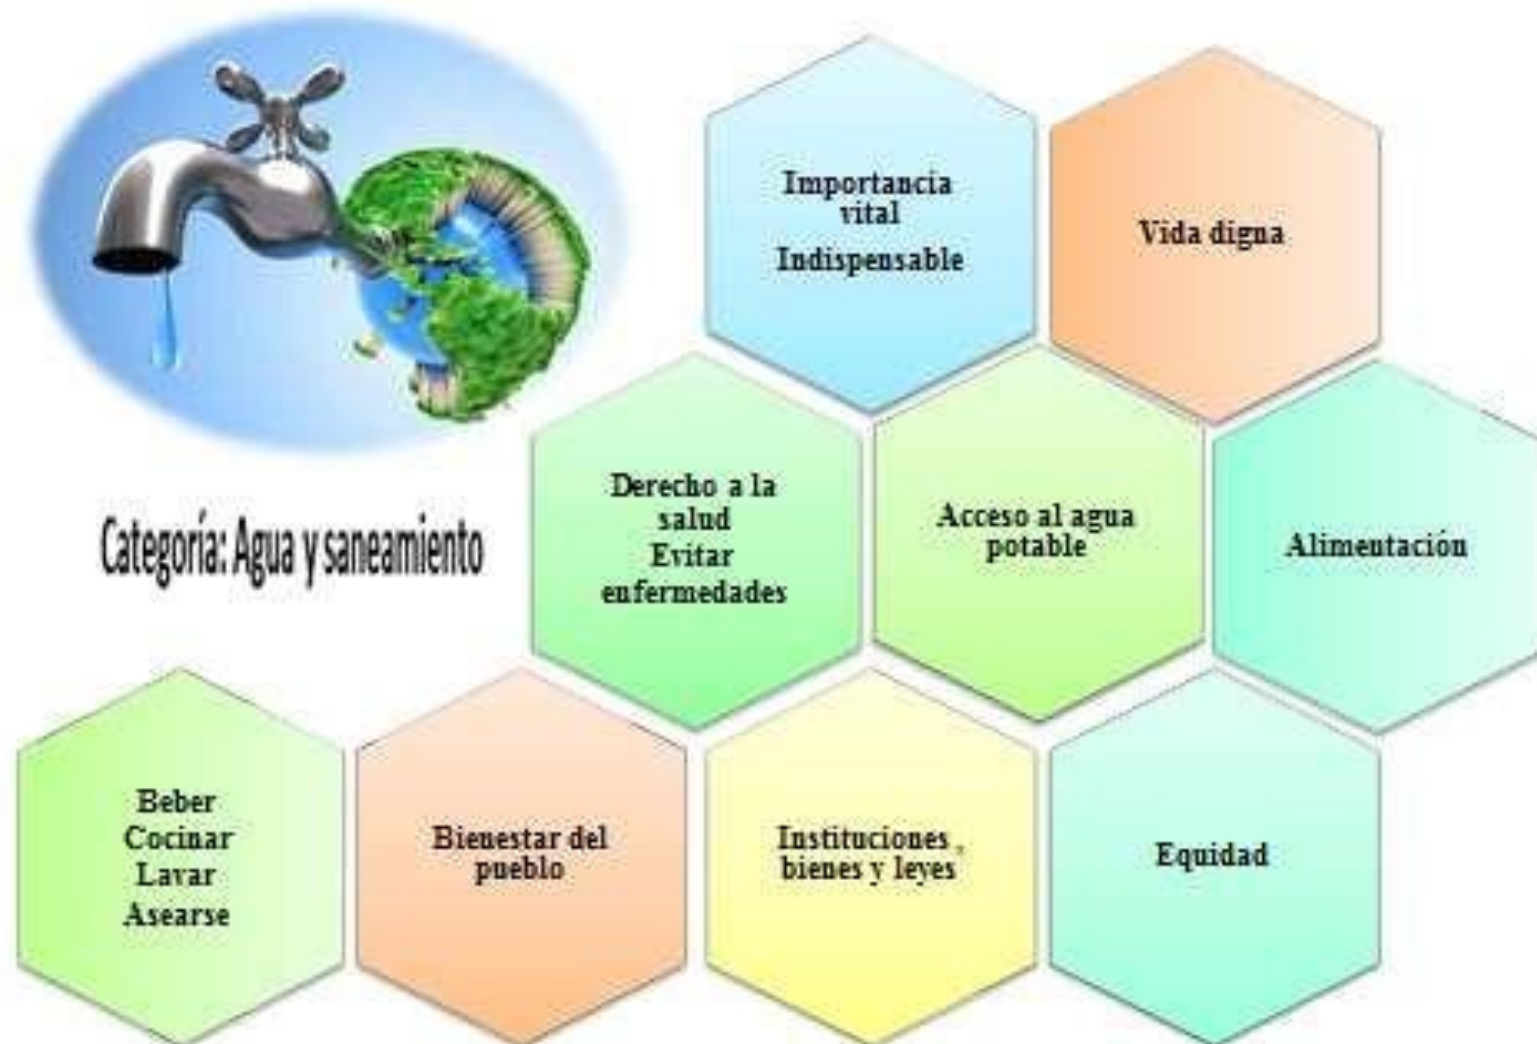 Importancia
vital
Indispensable
Vida digna
Categoría: Agua y saneamiento
Derecho a la
salud
Evitar
enfermedades
Acceso al agua
potable
Alimentación
Beber
Cocinar
Lavar
Asearse
Bienestar del
pueblo
Instituciones ,
bienes y leyes
Equidad